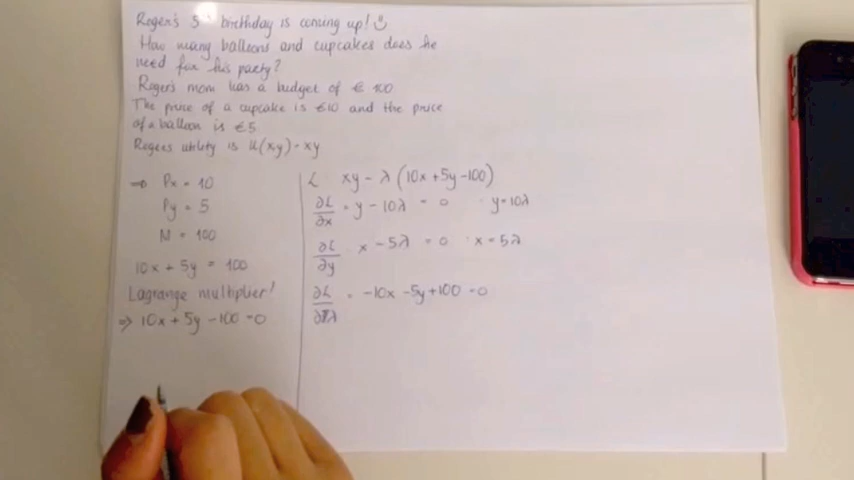 Roger's 5 birthday is coming up! ☺
How many balloons and cupcakes does he
need for his party?
Roger's mom has a budget of € 100
The price of a cupcake is €10 and the price
of a balloon is €5
Rogers utility is U(xy) = xy
⇒ Px = 10
Py = 5
M = 100
10x + 5y = 100
Lagrange multiplier!
⇒ 10x + 5y - 100 = 0
L xy - λ (10x + 5y - 100)
∂L/∂x = y - 10λ = 0 · y = 10λ
∂L/∂y · x - 5λ = 0 · x = 5λ
∂L/∂λ = -10x - 5y + 100 = 0